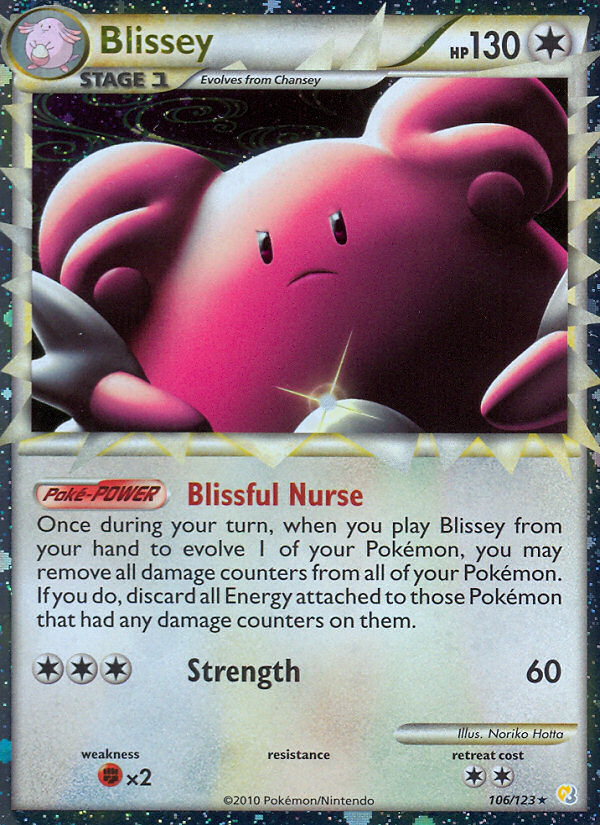 Blissey
HP130
STAGE 1
Evolves from Chansey
Poké-POWER Blissful Nurse
Once during your turn, when you play Blissey from
your hand to evolve 1 of your Pokémon, you may
remove all damage counters from all of your Pokémon.
If you do, discard all Energy attached to those Pokémon
that had any damage counters on them.
Strength 60
Illus. Noriko Hotta
weakness resistance retreat cost
×2
©2010 Pokémon/Nintendo 106/123★